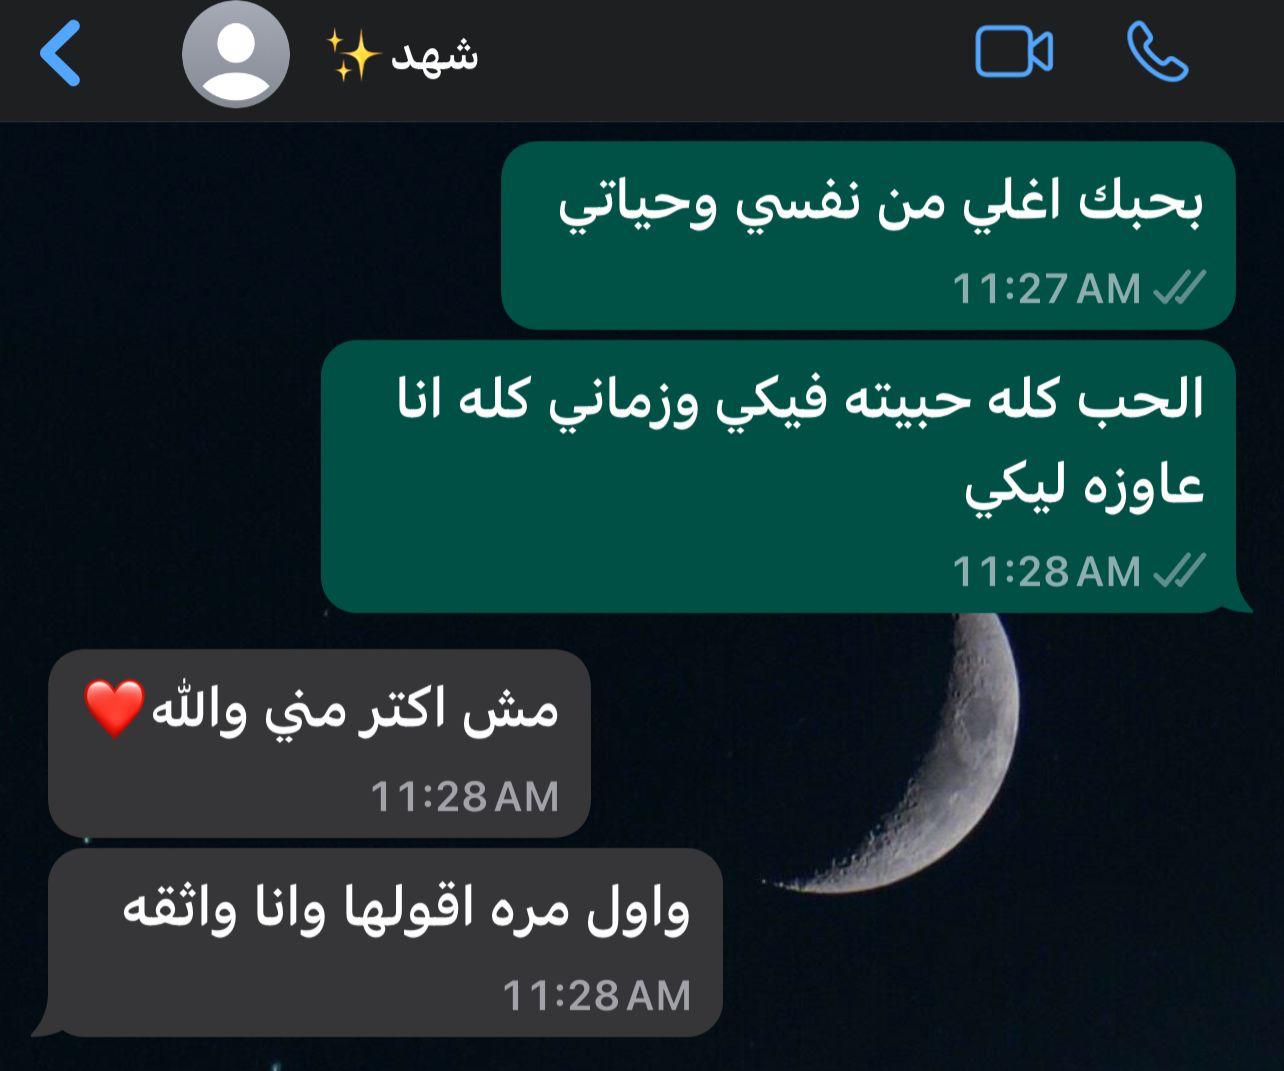 شهد ✨
بحبك اغلي من نفسي وحياتي
11:27 AM
الحب كله حبيته فيكي وزماني كله انا
عاوزه ليكي
11:28 AM
مش اكتر مني والله❤️
11:28 AM
واول مره اقولها وانا واثقه
11:28 AM